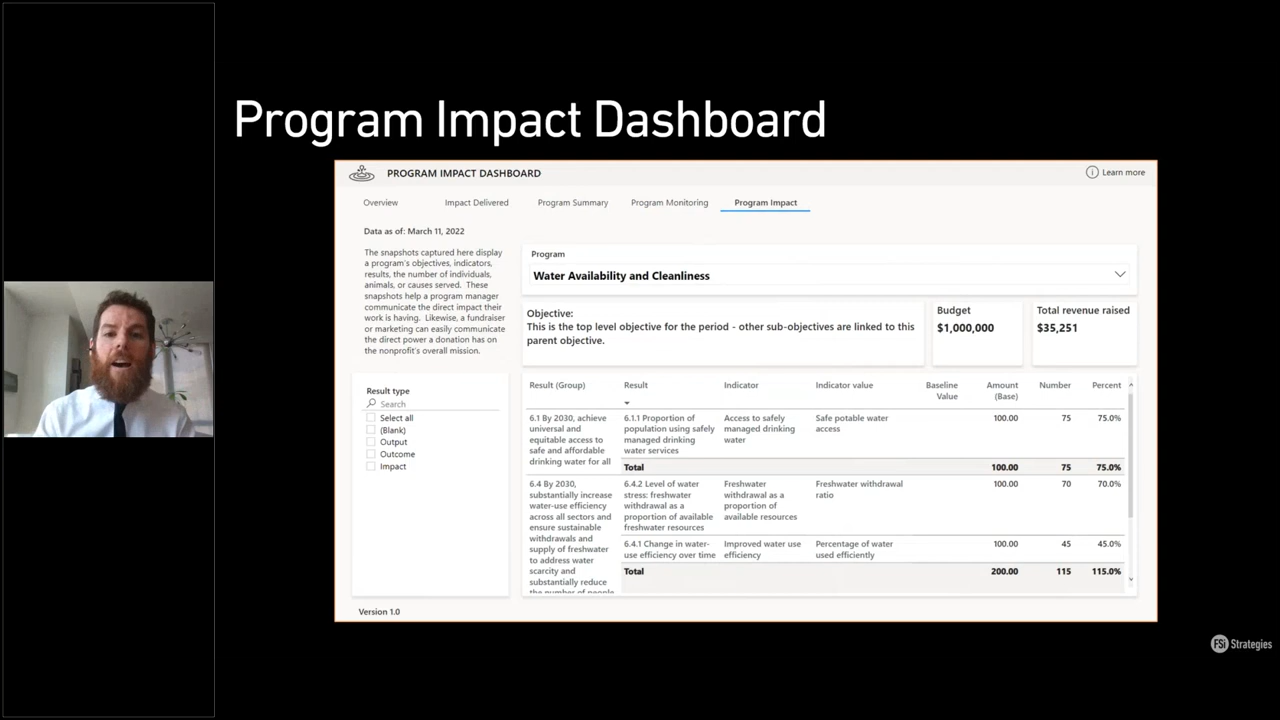 Program Impact Dashboard
PROGRAM IMPACT DASHBOARD
Learn more
Overview
Impact Delivered
Program Summary
Program Monitoring
Program Impact
Data as of: March 11, 2022
The snapshots captured here display
a program's objectives, indicators,
results, the number of individuals,
animals, or causes served. These
snapshots help a program manager
communicate the direct impact their
work is having. Likewise, a fundraiser
or marketing can easily communicate
the direct power a donation has on
the nonprofit's overall mission.
Program
Water Availability and Cleanliness
Objective:
This is the top level objective for the period - other sub-objectives are linked to this
parent objective.
Budget
$1,000,000
Total revenue raised
$35,251
Result type
Search
Select all
(Blank)
Output
Outcome
Impact
Result (Group)
Result
Indicator
Indicator value
Baseline
Value
Amount
(Base)
Number
Percent
6.1 By 2030, achieve
universal and
equitable access to
safe and affordable
drinking water for all
6.1.1 Proportion of
population using safely
managed drinking
water services
Access to safely
managed drinking
water
Safe potable water
access
100.00
75
75.0%
Total
100.00
75
75.0%
6.4 By 2030,
substantially increase
water-use efficiency
across all sectors and
ensure sustainable
withdrawals and
supply of freshwater
to address water
scarcity and
substantially reduce
the number of people
6.4.2 Level of water
stress: freshwater
withdrawal as a
proportion of available
freshwater resources
Freshwater
withdrawal as a
proportion of
available resources
Freshwater withdrawal
ratio
100.00
70
70.0%
6.4.1 Change in water-
use efficiency over time
Improved water use
efficiency
Percentage of water
used efficiently
100.00
45
45.0%
Total
200.00
115
115.0%
Version 1.0
FSi Strategies